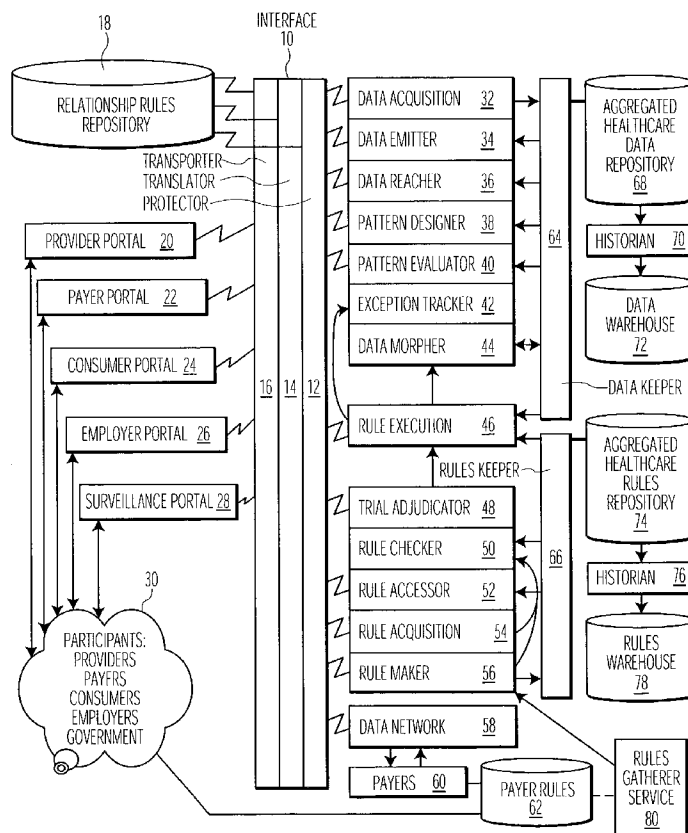 18
INTERFACE
10
RELATIONSHIP RULES
REPOSITORY
TRANSPORTER
TRANSLATOR
PROTECTOR
PROVIDER PORTAL 20
PAYER PORTAL 22
CONSUMER PORTAL 24
EMPLOYER PORTAL 26
SURVEILLANCE PORTAL 28
30
PARTICIPANTS:
PROVIDERS
PAYERS
CONSUMERS
EMPLOYERS
GOVERNMENT
16 14 12
DATA ACQUISITION 32
DATA EMITTER 34
DATA REACHER 36
PATTERN DESIGNER 38
PATTERN EVALUATOR 40
EXCEPTION TRACKER 42
DATA MORPHER 44
RULE EXECUTION 46
RULES KEEPER
TRIAL ADJUDICATOR 48
RULE CHECKER 50
RULE ACCESSOR 52
RULE ACQUISITION 54
RULE MAKER 56
DATA NETWORK 58
PAYERS 60
PAYER RULES
62
64
66
AGGREGATED
HEALTHCARE
DATA
REPOSITORY
68
HISTORIAN 70
DATA
WAREHOUSE
72
DATA KEEPER
AGGREGATED
HEALTHCARE
RULES
REPOSITORY
74
HISTORIAN 76
RULES
WAREHOUSE
78
RULES
GATHERER
SERVICE
80